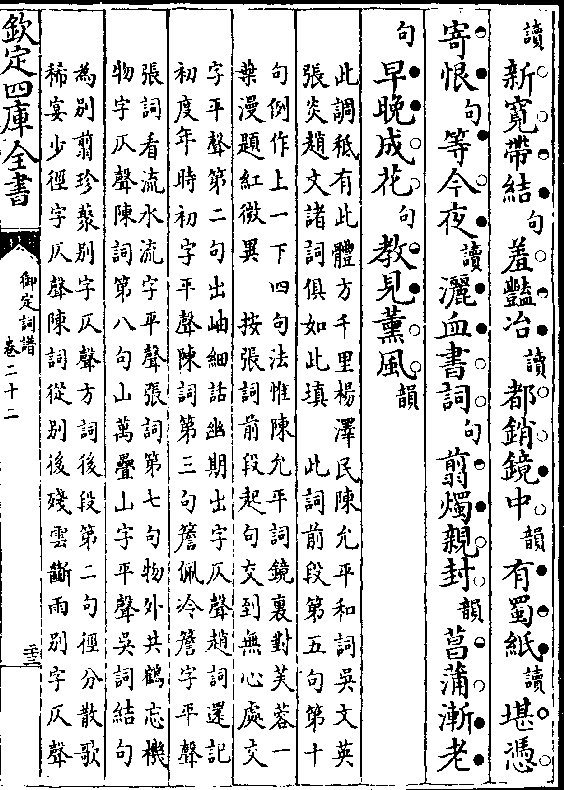 讀新寬帶結句羞豔冶讀都銷鏡中韻有蜀紙讀堪憑
寄恨句等今夜讀灑血書詞句翦燭親封韻菖蒲漸老
句早晚成花句教見薰風韻
此調秪有此體方千里楊澤民陳允平和詞吳文英
張炎趙文諸詞俱如此填　此詞前段第五句第十
句倒作上一下四句法惟陳允平詞鏡裏對芙蓉一
葉漫題紅微異　按張詞前段起句交到無心處交
字平聲第二句出岫細話幽期出字仄聲趙詞還記
初度年時初字平聲陳詞第三句簷佩冷簷字平聲
張詞看流水流字平聲張詞第七句物外共鶴忘機
物字仄聲陳詞第八句山萬疊山字平聲吳詞結句
為別翦珍蘂別字仄聲方詞後段第二句徑分散歌
稀宴少徑字仄聲陳詞從別後殘雲斷雨別字仄聲
欽定四庫全書
御定詞譜
卷二十二